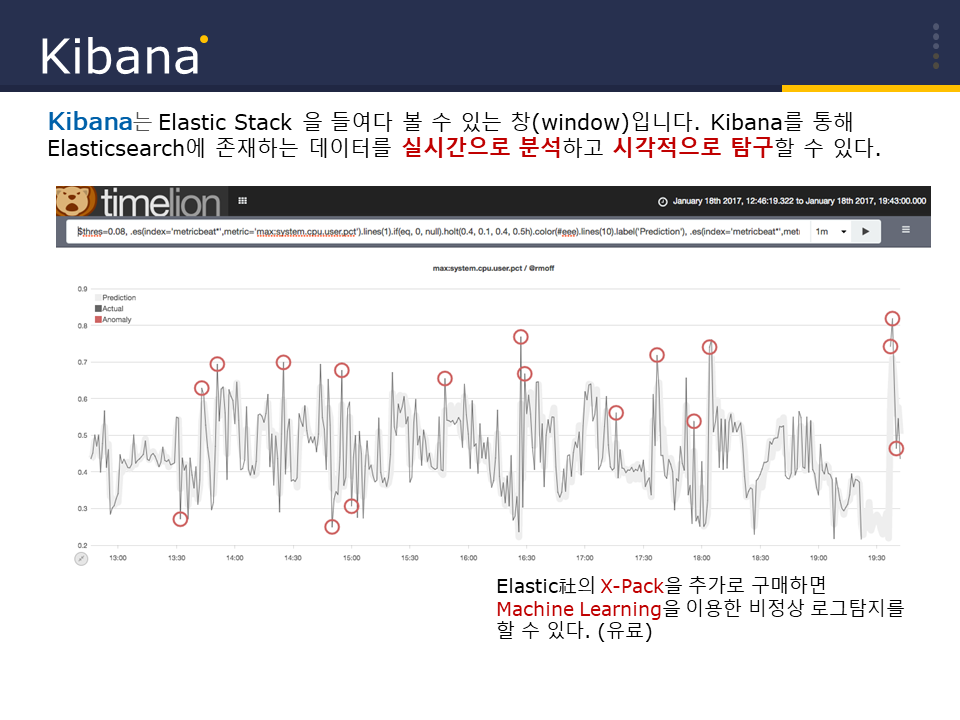 Kibana
Kibana는 Elastic Stack 을 들여다 볼 수 있는 창(window)입니다. Kibana를 통해
Elasticsearch에 존재하는 데이터를 실시간으로 분석하고 시각적으로 탐구할 수 있다.
timelion
January 18th 2017, 12:46:19.322 to January 18th 2017, 19:43:00.000
$thres=0.08, .es(index='metricbeat*',metric='max:system.cpu.user.pct').lines(1).if(eq, 0, null).holt(0.4, 0.1, 0.4, 0.5h).color(#eee).lines(10).label('Prediction'), .es(index='metricbeat*',met
1m
max:system.cpu.user.pct / @rmoff
Prediction
Actual
Anomaly
0.9
0.8
0.7
0.6
0.5
0.4
0.3
0.2
13:00 13:30 14:00 14:30 15:00 15:30 16:00 16:30 17:00 17:30 18:00 18:30 19:00 19:30
Elastic社의 X-Pack을 추가로 구매하면
Machine Learning을 이용한 비정상 로그탐지를
할 수 있다. (유료)